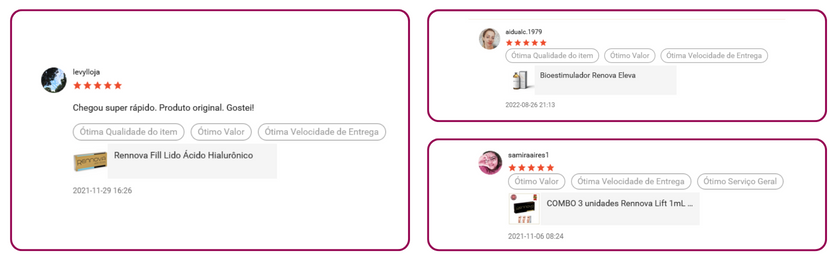 levylloja
Chegou super rápido. Produto original. Gostei!
Ótima Qualidade do item
Ótimo Valor
Ótima Velocidade de Entrega
Rennova
Rennova Fill Lido Ácido Hialurônico
2021-11-29 16:26
aidualc.1979
Ótima Qualidade do item
Ótimo Valor
Ótima Velocidade de Entrega
Bioestimulador Renova Eleva
2022-08-26 21:13
samiraaires1
Ótimo Valor
Ótima Velocidade de Entrega
Ótimo Serviço Geral
COMBO 3 unidades Rennova Lift 1mL ...
2021-11-06 08:24